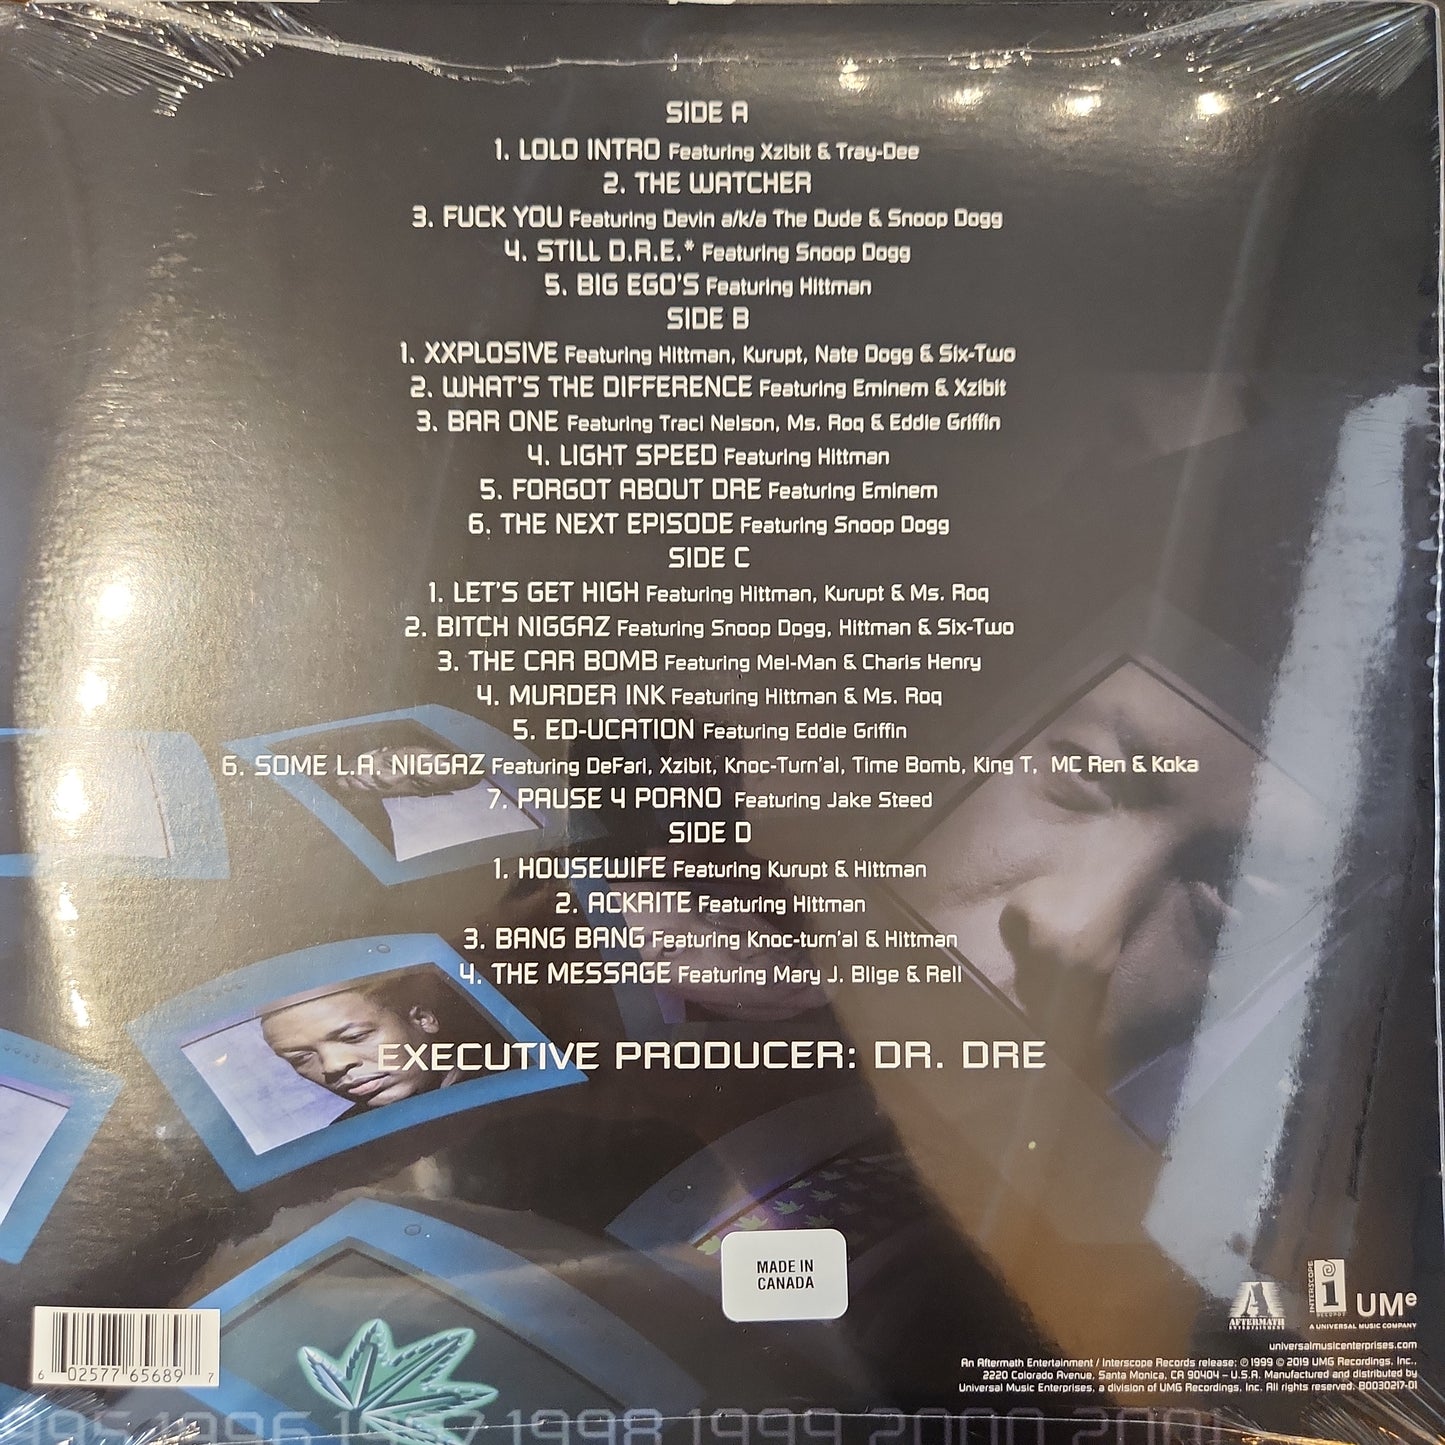 SIDE A
1. LOLO INTRO Featuring Xzibit & Tray-Dee
2. THE WATCHER
3. FUCK YOU Featuring Devin a/k/a The Dude & Snoop Dogg
4. STILL D.R.E.* Featuring Snoop Dogg
5. BIG EGO'S Featuring Hittman
SIDE B
1. XXPLOSIVE Featuring Hittman, Kurupt, Nate Dogg & Six-Two
2. WHAT'S THE DIFFERENCE Featuring Eminem & Xzibit
3. BAR ONE Featuring Traci Nelson, Ms. Roq & Eddie Griffin
4. LIGHT SPEED Featuring Hittman
5. FORGOT ABOUT DRE Featuring Eminem
6. THE NEXT EPISODE Featuring Snoop Dogg
SIDE C
1. LET'S GET HIGH Featuring Hittman, Kurupt & Ms. Roq
2. BITCH NIGGAZ Featuring Snoop Dogg, Hittman & Six-Two
3. THE CAR BOMB Featuring Mel-Man & Charis Henry
4. MURDER INK Featuring Hittman & Ms. Roq
5. ED-UCATION Featuring Eddie Griffin
6. SOME L.A. NIGGAZ Featuring DeFari, Xzibit, Knoc-Turn'al, Time Bomb, King T, MC Ren & Koka
7. PAUSE 4 PORNO Featuring Jake Steed
SIDE D
1. HOUSEWIFE Featuring Kurupt & Hittman
2. ACKRITE Featuring Hittman
3. BANG BANG Featuring Knoc-turn'al & Hittman
4. THE MESSAGE Featuring Mary J. Blige & Rell
EXECUTIVE PRODUCER: DR. DRE
MADE IN
CANADA
6 02577 65689 7
AFTERMATH
ENTERTAINMENT
INTERSCOPE
RECORDS
UMe
A UNIVERSAL MUSIC COMPANY
universalmusicenterprises.com
An Aftermath Entertainment / Interscope Records release; ℗ 1999 © 2019 UMG Recordings, Inc.,
2220 Colorado Avenue, Santa Monica, CA 90404 – U.S.A. Manufactured and distributed by
Universal Music Enterprises, a division of UMG Recordings, Inc. All rights reserved. B0030217-01
1996 1997 1998 1999 2000